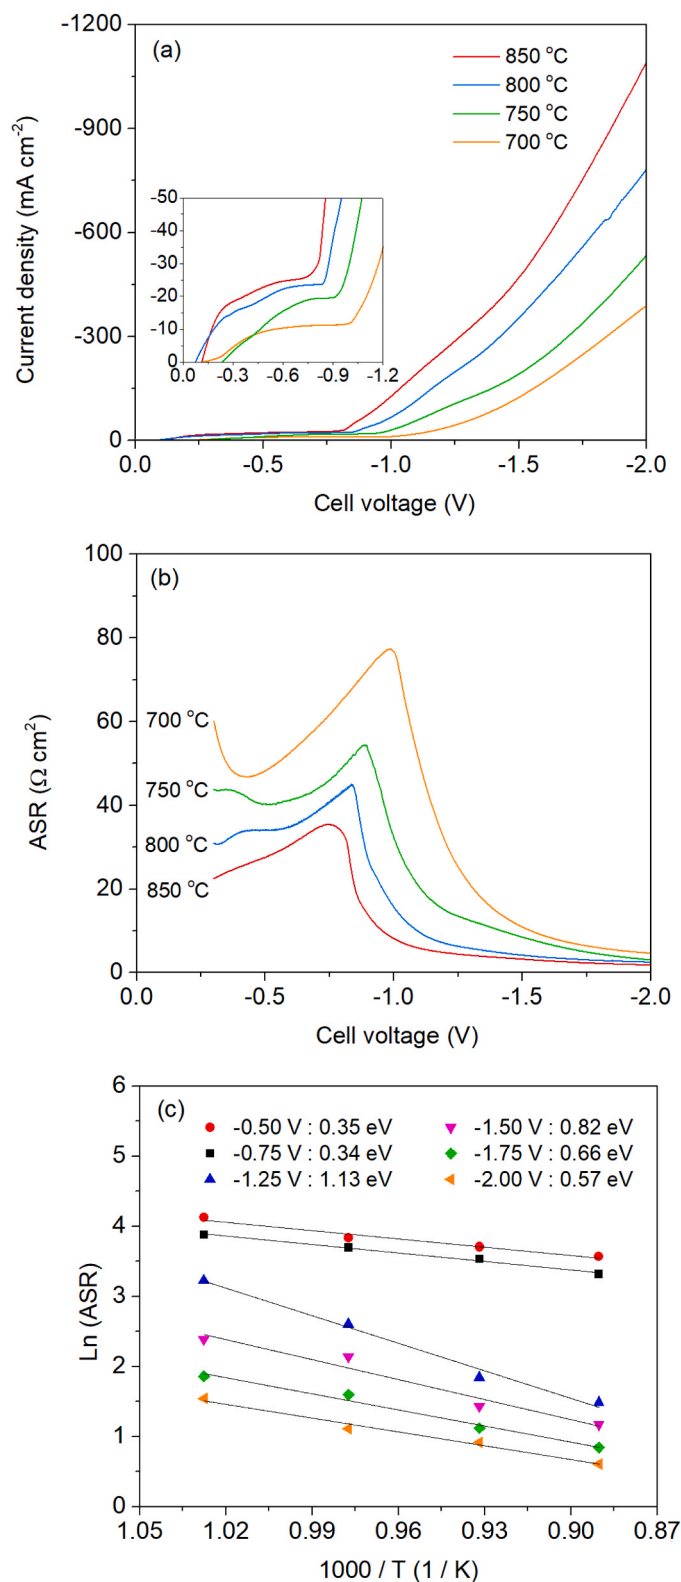 -1200
(a)
850 °C
800 °C
750 °C
700 °C
-900
-600
-300
0
Current density (mA cm-2)
-50
-40
-30
-20
-10
0
0.0 -0.3 -0.6 -0.9 -1.2
0.0 -0.5 -1.0 -1.5 -2.0
Cell voltage (V)
100
(b)
80
60
40
20
0
ASR (Ω cm2)
700 °C
750 °C
800 °C
850 °C
0.0 -0.5 -1.0 -1.5 -2.0
Cell voltage (V)
6
(c)
-0.50 V : 0.35 eV -1.50 V : 0.82 eV
-0.75 V : 0.34 eV -1.75 V : 0.66 eV
-1.25 V : 1.13 eV -2.00 V : 0.57 eV
5
4
3
2
1
0
Ln (ASR)
1.05 1.02 0.99 0.96 0.93 0.90 0.87
1000 / T (1 / K)